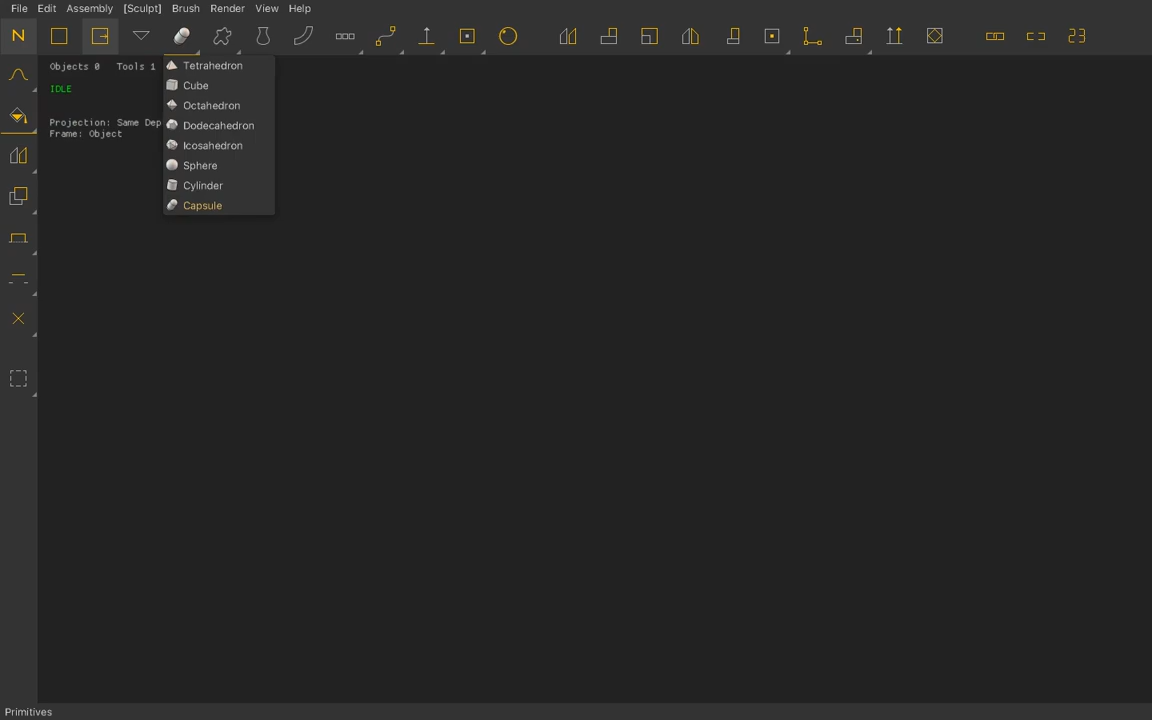 File Edit Assembly [Sculpt] Brush Render View Help
N
23
Objects 0 Tools 1
IDLE
Projection: Same Dep
Frame: Object
Tetrahedron
Cube
Octahedron
Dodecahedron
Icosahedron
Sphere
Cylinder
Capsule
Primitives